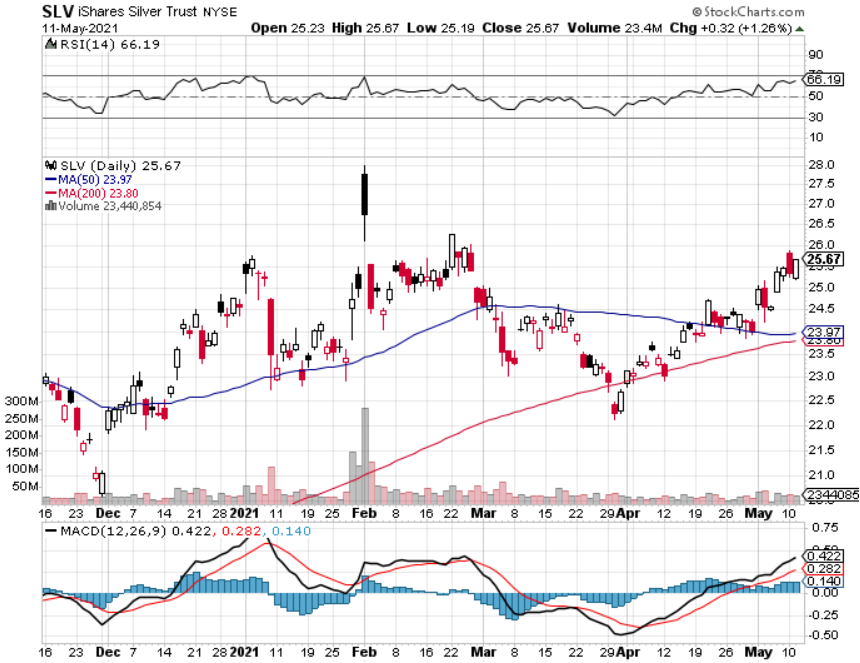 SLV iShares Silver Trust NYSE © StockCharts.com
11-May-2021 Open 25.23 High 25.67 Low 25.19 Close 25.67 Volume 23.4M Chg +0.32 (+1.26%)
RSI(14) 66.19
90
66.19
50
30
10
SLV (Daily) 25.67
MA(50) 23.97
MA(200) 23.80
Volume 23,440,854
28.0
27.5
27.0
26.5
26.0
25.67
25.0
24.5
23.97
23.80
23.5
23.0
22.5
22.0
21.5
21.0
2344085
300M
250M
200M
150M
100M
50M
16 23 Dec 7 14 21 28 2021 11 19 25 Feb 8 16 22 Mar 8 15 22 29 Apr 12 19 26 May 10
MACD(12,26,9) 0.422, 0.282, 0.140
0.75
0.422
0.282
0.140
0.00
-0.25
-0.50
16 23 Dec 7 14 21 28 2021 11 19 25 Feb 8 16 22 Mar 8 15 22 29 Apr 12 19 26 May 10